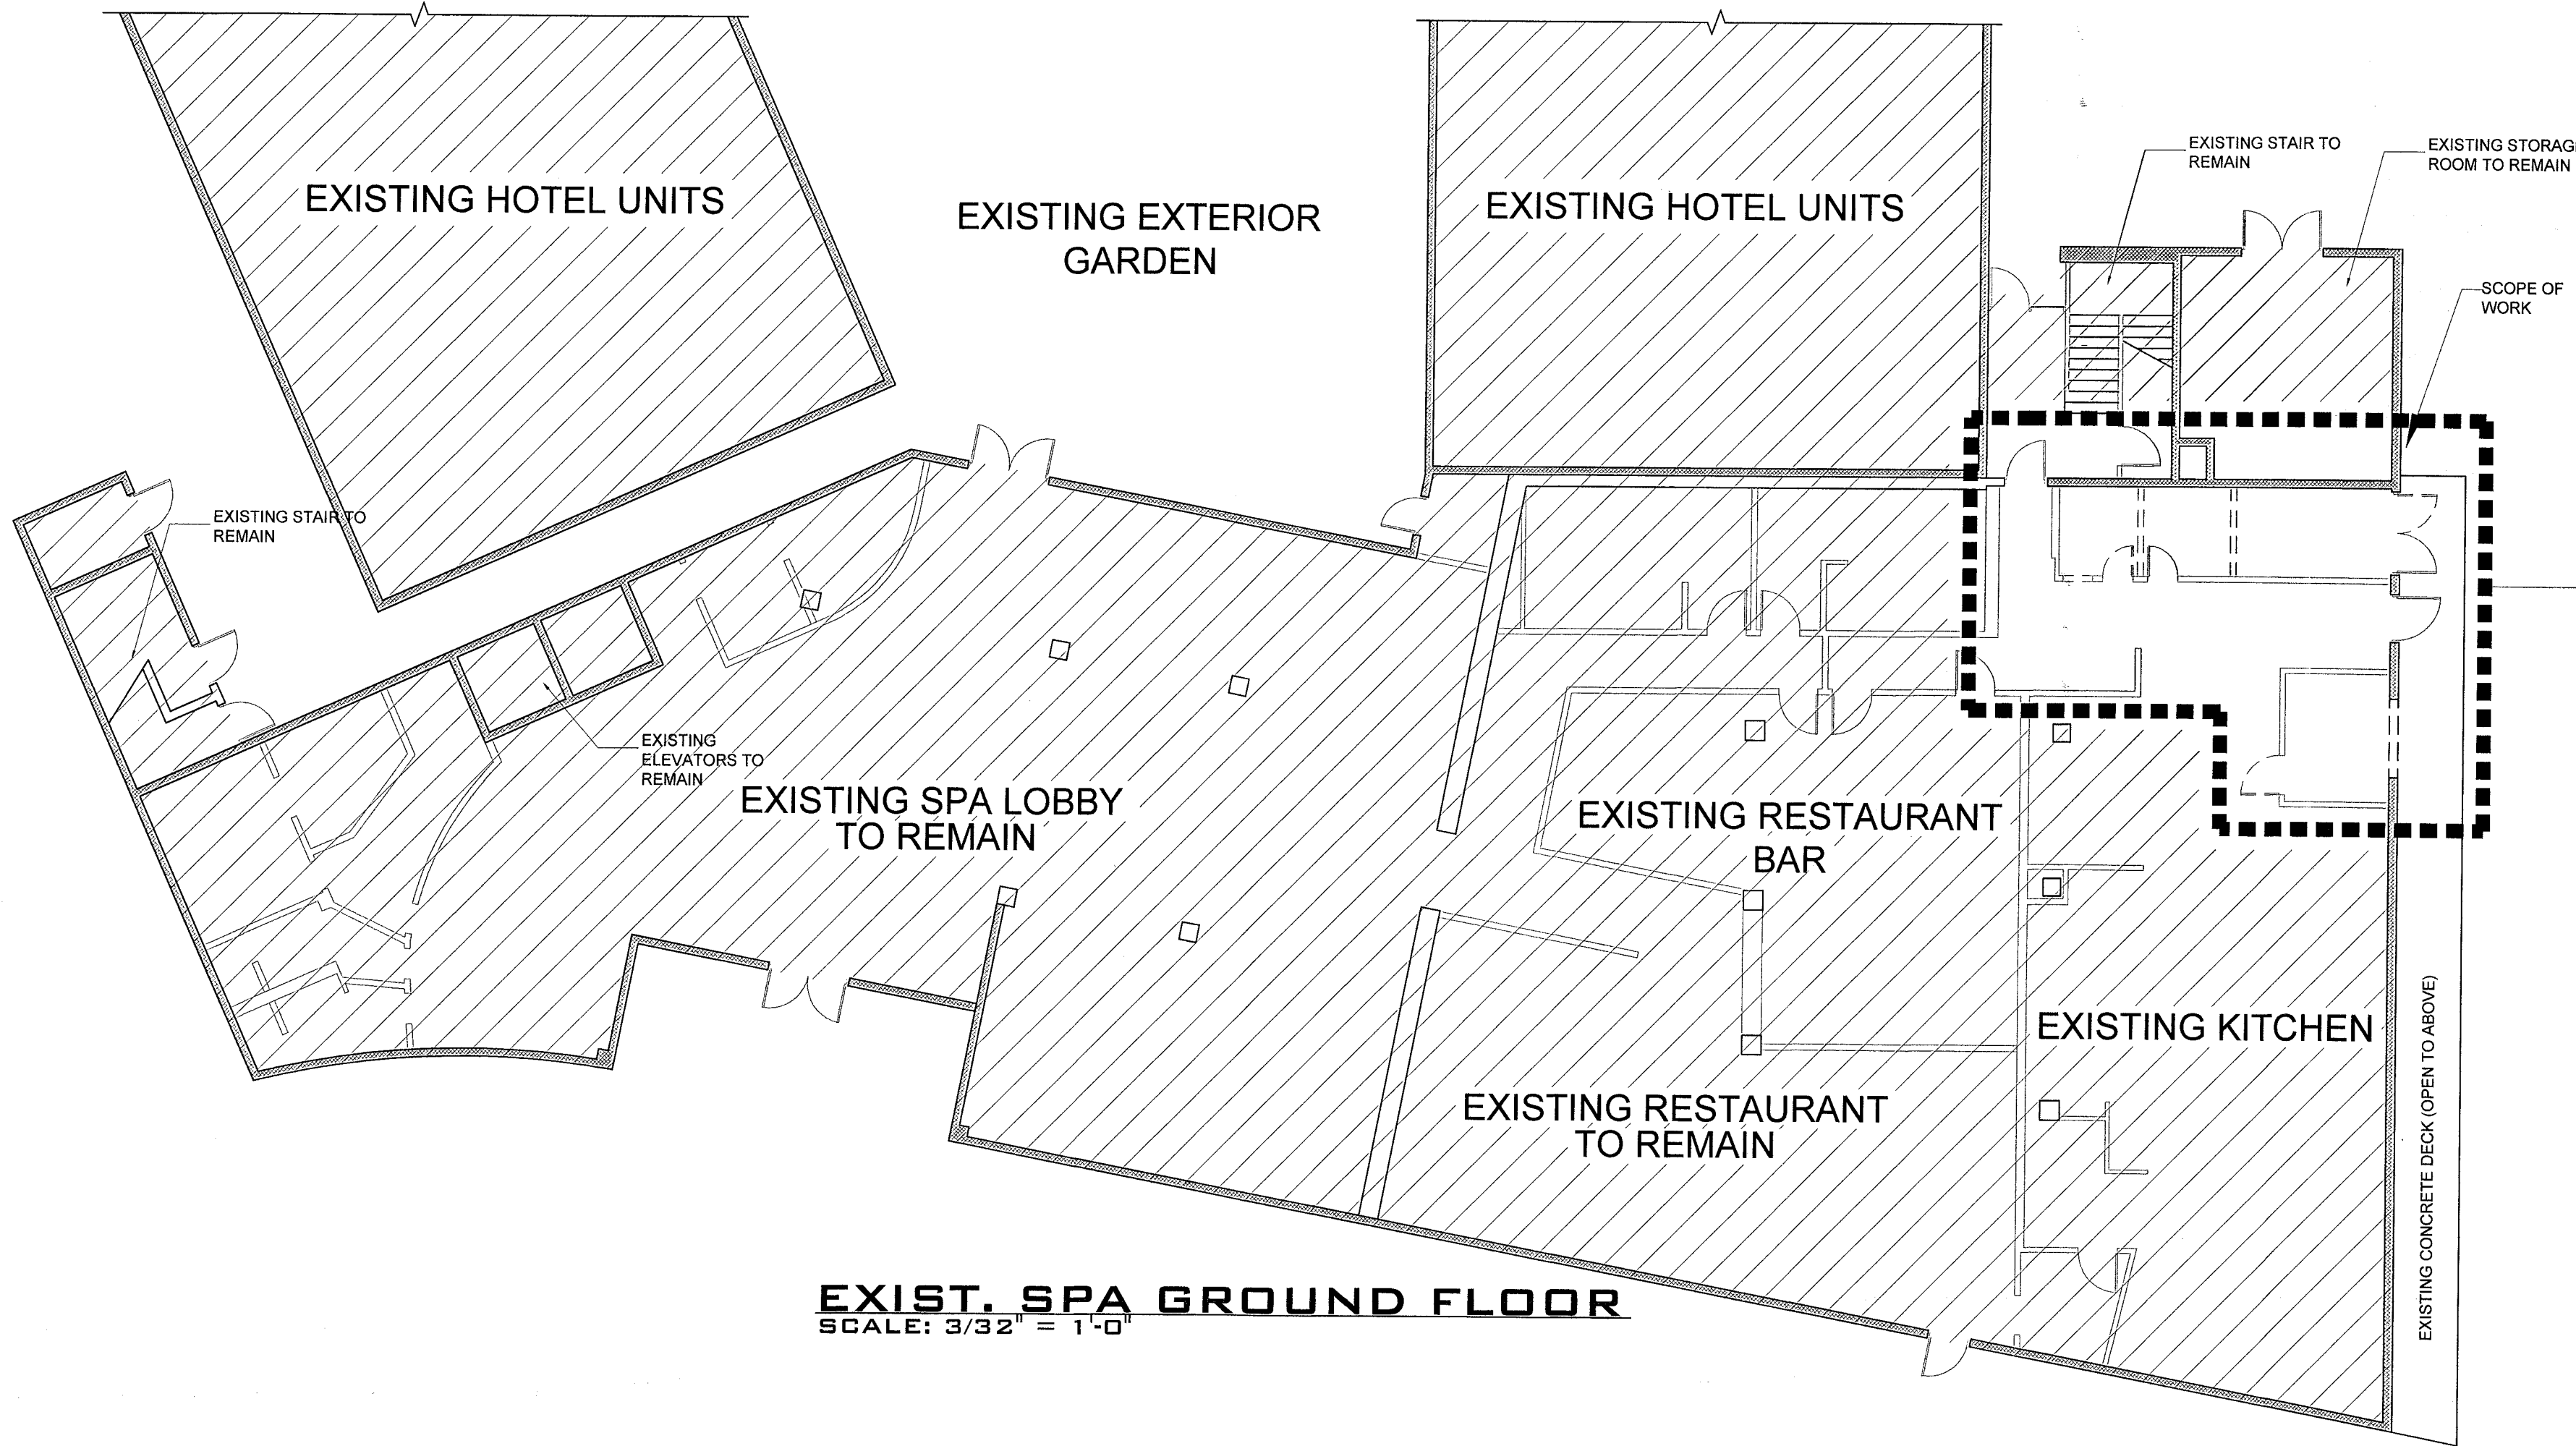 EXISTING HOTEL UNITS
EXISTING EXTERIOR
GARDEN
EXISTING HOTEL UNITS
EXISTING STAIR TO
REMAIN
EXISTING STORAG
ROOM TO REMAIN
SCOPE OF
WORK
EXISTING STAIR TO
REMAIN
EXISTING
ELEVATORS TO
REMAIN
EXISTING SPA LOBBY
TO REMAIN
EXISTING RESTAURANT
BAR
EXISTING KITCHEN
EXISTING RESTAURANT
TO REMAIN
EXISTING CONCRETE DECK (OPEN TO ABOVE)
EXIST. SPA GROUND FLOOR
SCALE: 3/32" = 1'-0"